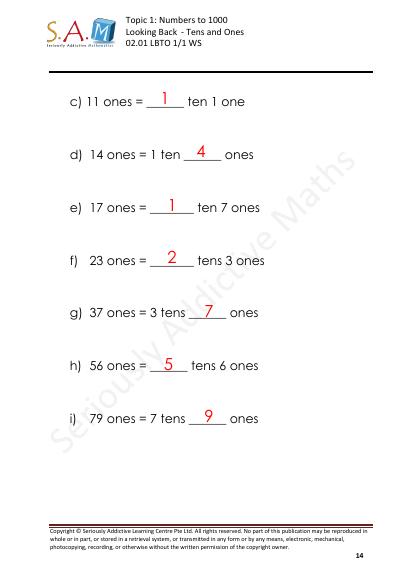 S.A.M
Seriously Addictive Mathematics
Topic 1: Numbers to 1000
Looking Back - Tens and Ones
02.01 LBTO 1/1 WS
c) 11 ones = 1 ten 1 one
d) 14 ones = 1 ten 4 ones
e) 17 ones = 1 ten 7 ones
f) 23 ones = 2 tens 3 ones
g) 37 ones = 3 tens 7 ones
h) 56 ones = 5 tens 6 ones
i) 79 ones = 7 tens 9 ones
Seriously Addictive Maths
Copyright © Seriously Addictive Learning Centre Pte Ltd. All rights reserved. No part of this publication may be reproduced in
whole or in part, or stored in a retrieval system, or transmitted in any form or by any means, electronic, mechanical,
photocopying, recording, or otherwise without the written permission of the copyright owner.
14